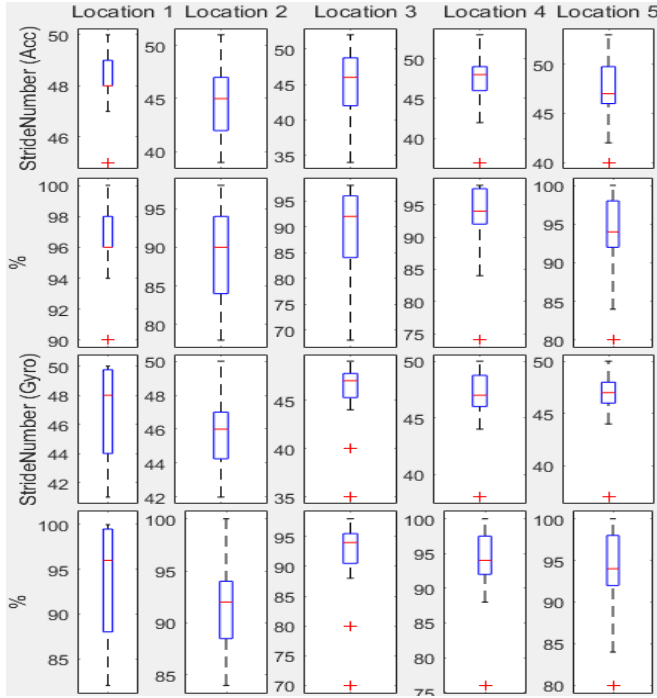 Location 1 Location 2 Location 3 Location 4 Location 5
StrideNumber (Acc)
50 48 46
50 45 40
50 45 40 35
50 45 40
50 45 40
%
100 98 96 94 92 90
95 90 85 80
95 90 85 80 75 70
95 90 85 80 75
100 95 90 85 80
StrideNumber (Gyro)
50 48 46 44 42
50 48 46 44 42
45 40 35
50 45 40
50 45 40
%
100 95 90 85
100 95 90 85
95 90 85 80 75 70
100 95 90 85 80 75
100 95 90 85 80